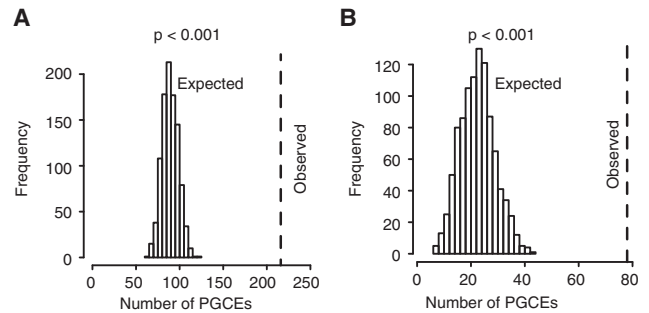 A
p < 0.001
Expected
Observed
Frequency
200
150
100
50
0
0 50 100 150 200 250
Number of PGCEs
B
p < 0.001
Expected
Observed
Frequency
120
100
80
60
40
20
0
0 20 40 60 80
Number of PGCEs